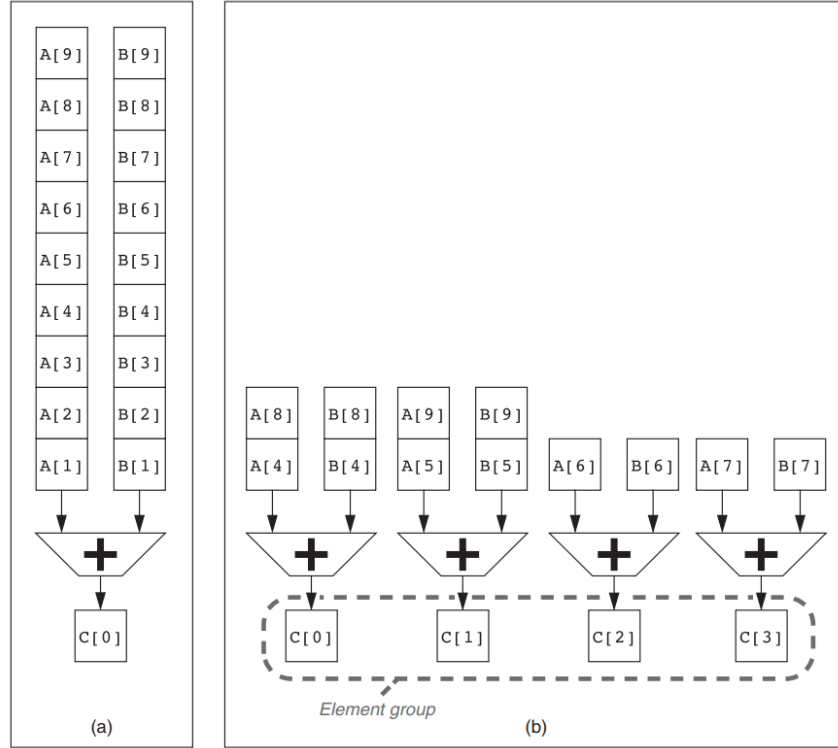 A[9] B[9]
A[8] B[8]
A[7] B[7]
A[6] B[6]
A[5] B[5]
A[4] B[4]
A[3] B[3]
A[2] B[2]
A[1] B[1]
+
C[0]
(a)
A[8] B[8] A[9] B[9]
A[4] B[4] A[5] B[5] A[6] B[6] A[7] B[7]
+ + + +
C[0] C[1] C[2] C[3]
Element group
(b)